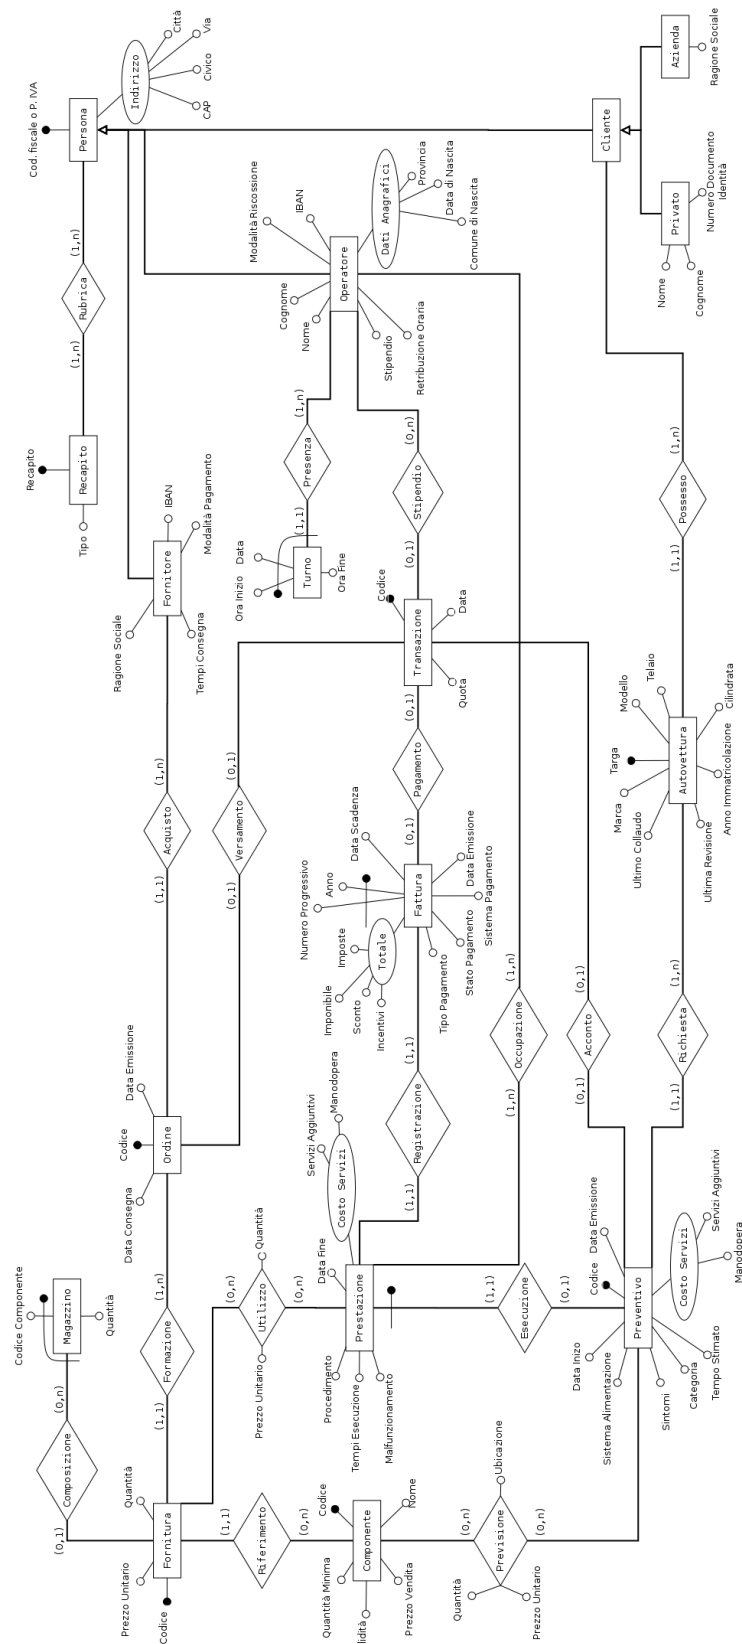 Codice Componente
Magazzino
Quantità
(0,n)
Composizione
(0,1)
Prezzo Unitario
Quantità
Codice
Fornitura
(1,1)
Formazione
(1,n)
Data Consegna
Codice
Data Emissione
Ordine
(1,1)
Acquisto
(1,n)
Ragione Sociale
Fornitore
IBAN
Modalità Pagamento
Tempi Consegna
Tipo
Recapito
Recapito
(1,n)
Rubrica
(1,n)
Cod. fiscale o P. IVA
Persona
Indirizzo
CAP
Civico
Via
Città
(1,1)
Riferimento
(0,n)
(0,n)
Quantità
Utilizzo
Prezzo Unitario
(0,n)
(0,1)
Versamento
(0,1)
Ora Inizio
Data
Turno
Ora Fine
(1,1)
Presenza
(1,n)
Nome
Cognome
Modalità Riscossione
IBAN
Operatore
Dati Anagrafici
Provincia
Data di Nascita
Comune di Nascita
Stipendio
Retribuzione Oraria
Quantità Minima
Codice
lidità
Componente
Prezzo Vendita
Nome
Procedimento
Tempi Esecuzione
Malfunzionamento
Data Fine
Prestazione
Costo Servizi
Servizi Aggiuntivi
Manodopera
(1,1)
Registrazione
(1,1)
Imponibile
Imposte
Sconto
Incentivi
Totale
Numero Progressivo
Anno
Data Scadenza
Fattura
Tipo Pagamento
Stato Pagamento
Sistema Pagamento
Data Emissione
(0,1)
Pagamento
(0,1)
Codice
Transazione
Quota
Data
(0,1)
Stipendio
(0,n)
(0,n)
Quantità
Previsione
Ubicazione
Prezzo Unitario
(0,n)
(1,1)
Esecuzione
(0,1)
(1,n)
Occupazione
(1,n)
(0,1)
Acconto
(0,1)
Data Inizo
Codice
Data Emissione
Sistema Alimentazione
Preventivo
Sintomi
Categoria
Tempo Stimato
Costo Servizi
Servizi Aggiuntivi
Manodopera
(1,1)
Richiesta
(1,n)
Ultimo Collaudo
Marca
Targa
Modello
Telaio
Autovettura
Ultima Revisione
Anno Immatricolazione
Cilindrata
(1,1)
Possesso
(1,n)
Cliente
Privato
Nome
Cognome
Numero Documento
Identità
Azienda
Ragione Sociale